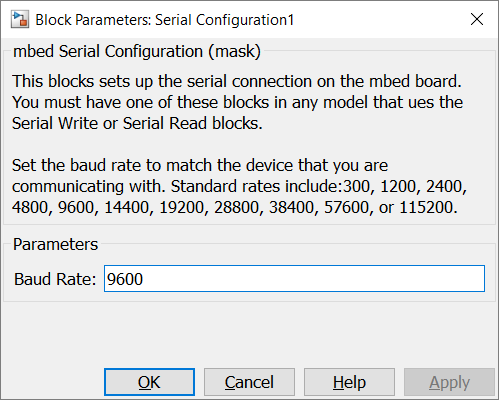 Block Parameters: Serial Configuration1
mbed Serial Configuration (mask)
This blocks sets up the serial connection on the mbed board.
You must have one of these blocks in any model that ues the
Serial Write or Serial Read blocks.
Set the baud rate to match the device that you are
communicating with. Standard rates include:300, 1200, 2400,
4800, 9600, 14400, 19200, 28800, 38400, 57600, or 115200.
Parameters
Baud Rate: 9600
OK Cancel Help Apply